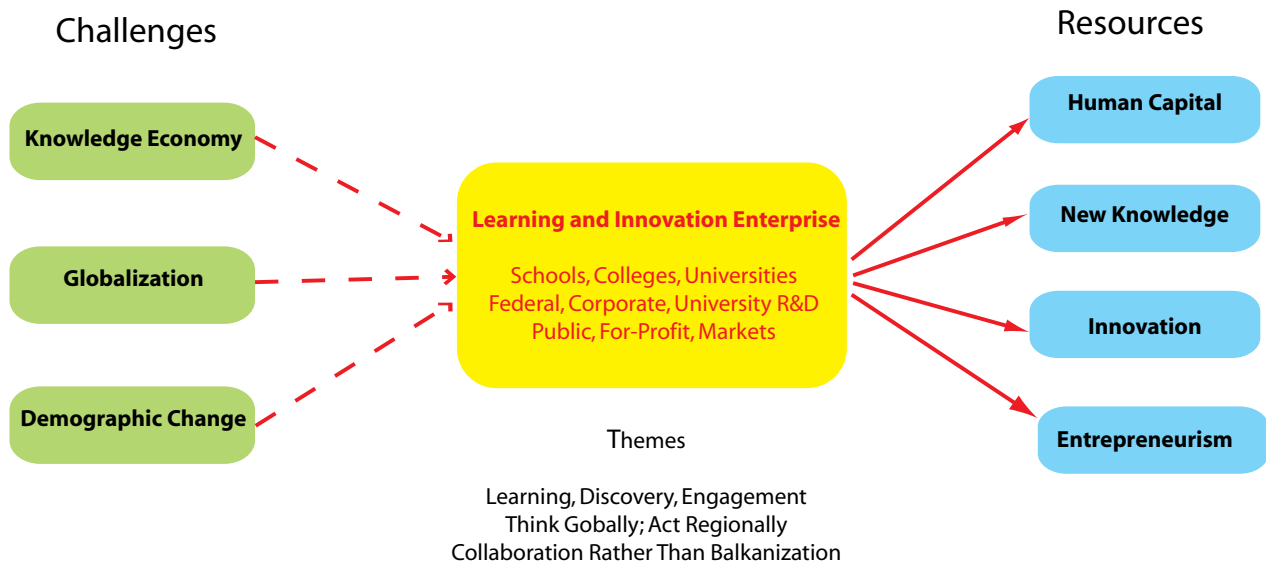 Challenges
Resources
Knowledge Economy
Globalization
Demographic Change
Learning and Innovation Enterprise
Schools, Colleges, Universities
Federal, Corporate, University R&D
Public, For-Profit, Markets
Human Capital
New Knowledge
Innovation
Entrepreneurism
Themes
Learning, Discovery, Engagement
Think Gobally; Act Regionally
Collaboration Rather Than Balkanization